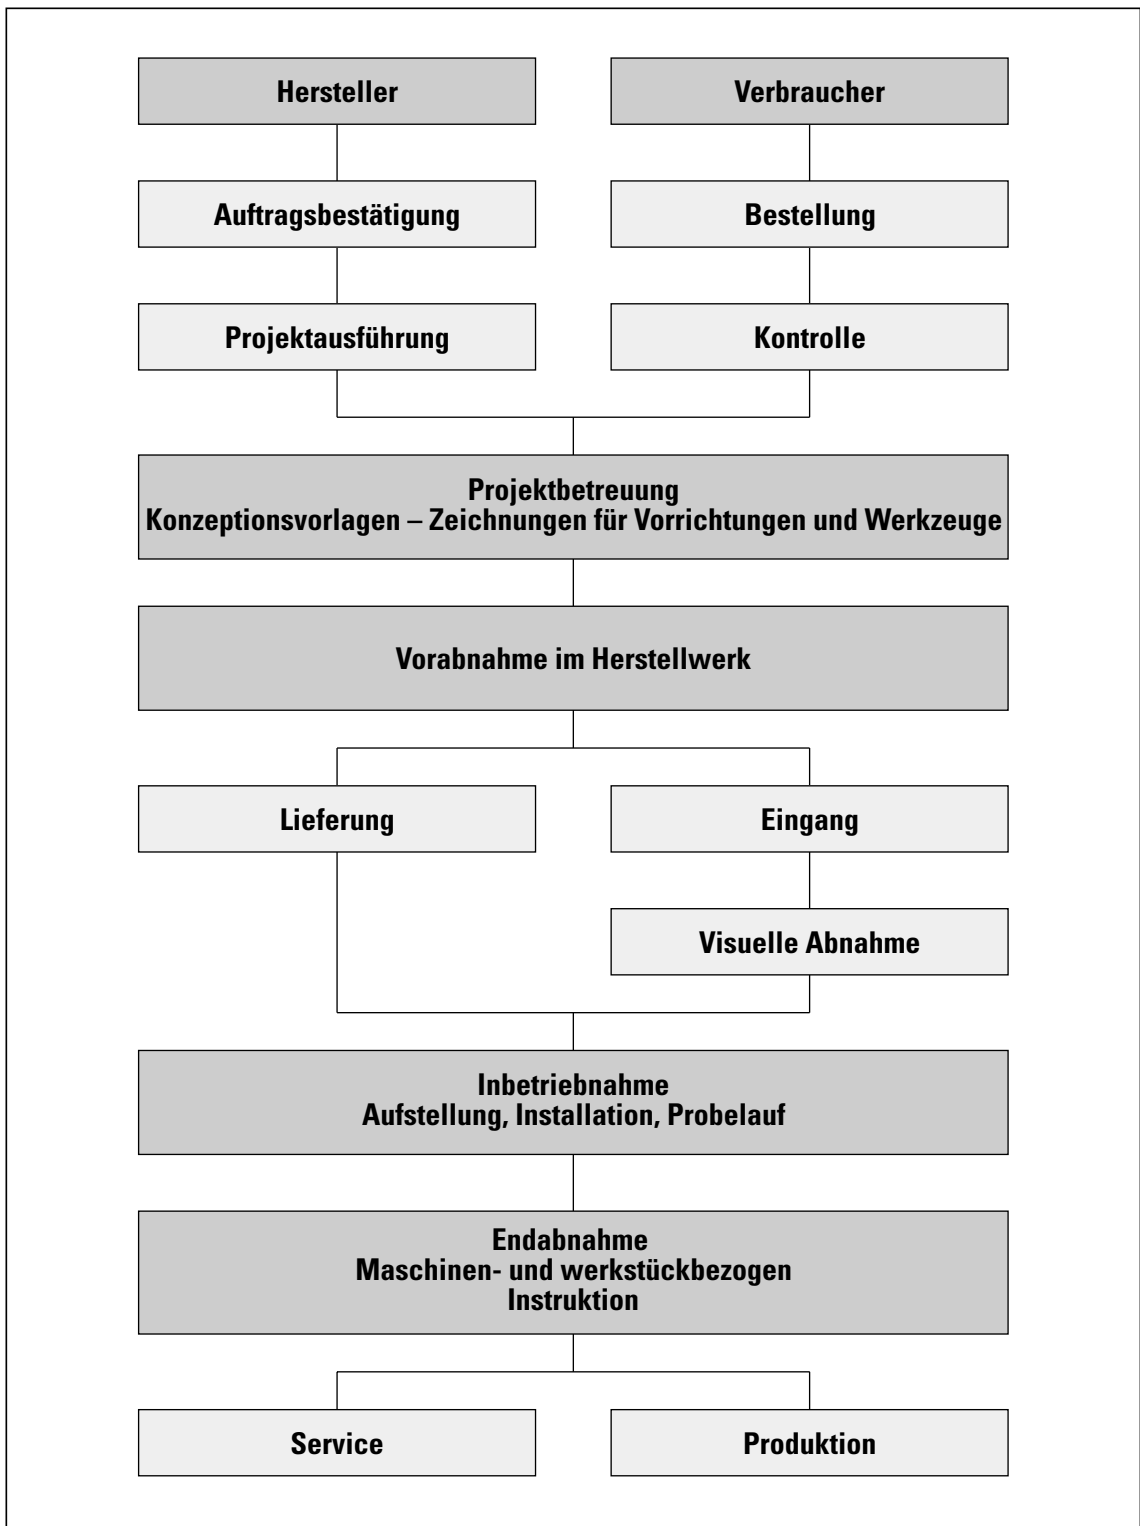 Hersteller
Verbraucher
Auftragsbestätigung
Bestellung
Projektausführung
Kontrolle
Projektbetreuung
Konzeptionsvorlagen – Zeichnungen für Vorrichtungen und Werkzeuge
Vorabnahme im Herstellwerk
Lieferung
Eingang
Visuelle Abnahme
Inbetriebnahme
Aufstellung, Installation, Probelauf
Endabnahme
Maschinen- und werkstückbezogen
Instruktion
Service
Produktion